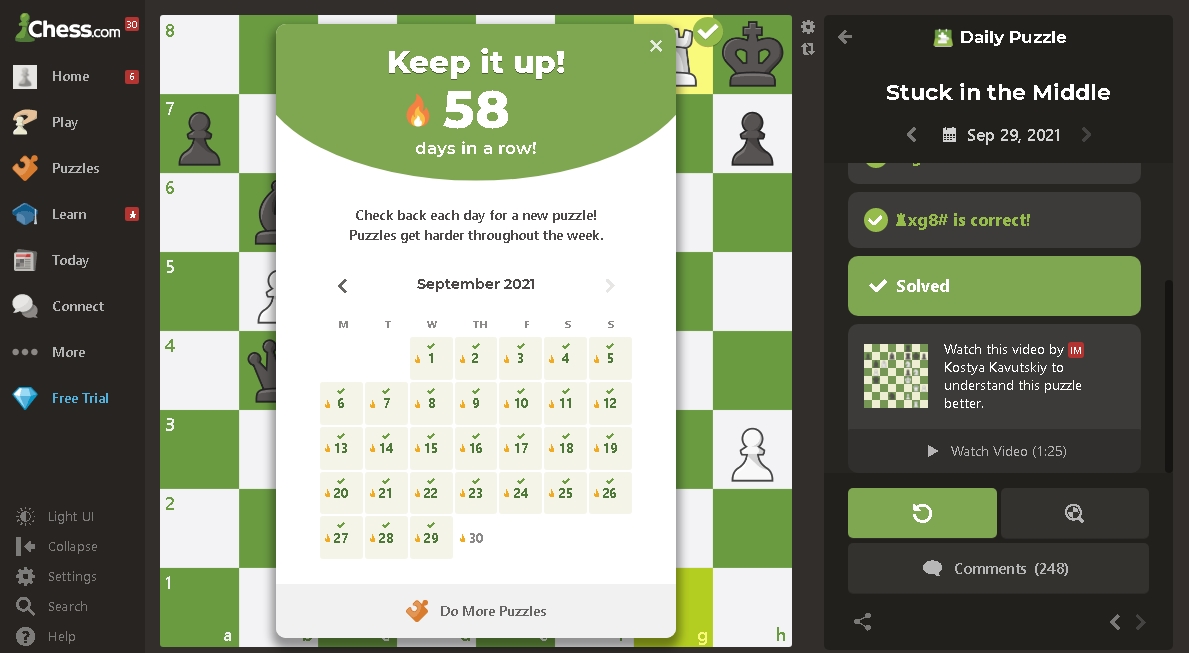 Chess.com
30
Home
6
Play
Puzzles
Learn
Today
Connect
More
Free Trial
Light UI
Collapse
Settings
Search
Help
8
7
6
5
4
3
2
1
a
g
h
Keep it up!
58
days in a row!
Check back each day for a new puzzle!
Puzzles get harder throughout the week.
September 2021
M T W TH F S S
1 2 3 4 5
6 7 8 9 10 11 12
13 14 15 16 17 18 19
20 21 22 23 24 25 26
27 28 29 30
Do More Puzzles
Daily Puzzle
Stuck in the Middle
Sep 29, 2021
♜xg8# is correct!
Solved
Watch this video by IM
Kostya Kavutskiy to
understand this puzzle
better.
Watch Video (1:25)
Comments (248)